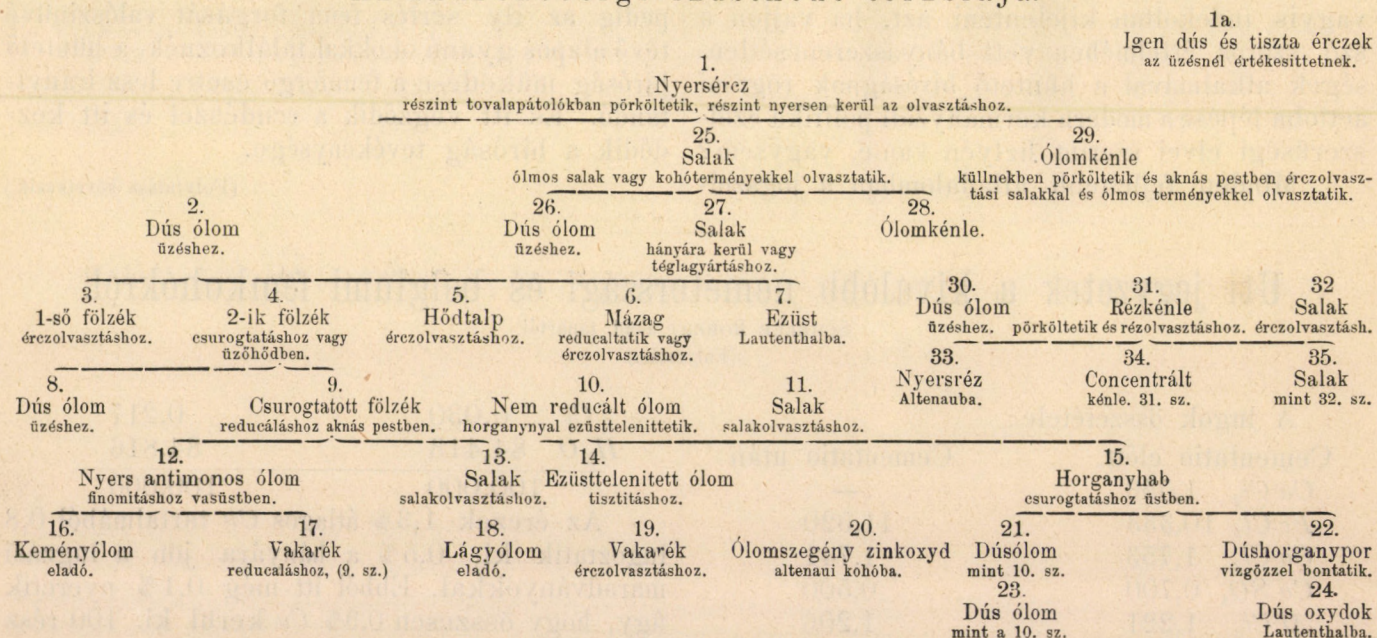 1a.
Igen dús és tiszta érczek
az üzésnél értékesittetnek.
1.
Nyersércz
részint tovalapátolókban pörköltetik, részint nyersen kerül az olvasztáshoz.
25.
Salak
ólmos salak vagy kohóterményekkel olvasztatik.
29.
Ólomkénle
küllnekben pörköltetik és aknás pestben érczolvasz-
tási salakkal és ólmos terményekkel olvasztatik.
2.
Dús ólom
üzéshez.
26.
Dús ólom
üzéshez.
27.
Salak
hányára kerül vagy
téglagyártáshoz.
28.
Ólomkénle.
3.
1-ső fölzék
érczolvasztáshoz.
4.
2-ik fölzék
csurogtatáshoz vagy
üzőhődben.
5.
Hődtalp
érczolvasztáshoz.
6.
Mázag
reducaltatik vagy
érczolvasztáshoz.
7.
Ezüst
Lautenthalba.
30.
Dús ólom
üzéshez.
31.
Rézkénle
pörköltetik és rézolvasztáshoz.
32
Salak
érczolvasztásh.
33.
Nyersréz
Altenauba.
34.
Concentrált
kénle. 31. sz.
35.
Salak
mint 32. sz.
8.
Dús ólom
üzéshez.
9.
Csurogtatott fölzék
reducáláshoz aknás pestben.
10.
Nem reducált ólom
horganynyal ezüsttelenittetik.
11.
Salak
salakolvasztáshoz.
12.
Nyers antimonos ólom
finomitáshoz vasüstben.
13.
Salak
salakolvasztáshoz.
14.
Ezüsttelenitett ólom
tisztitáshoz.
15.
Horganyhab
csurogtatáshoz üstben.
16.
Keményólom
eladó.
17.
Vakarék
reducaláshoz, (9. sz.)
18.
Lágyólom
eladó.
19.
Vakarék
érczolvasztáshoz.
20.
Ólomszegény zinkoxyd
altenaui kohóba.
21.
Dúsólom
mint 10. sz.
22.
Dúshorganypor
vizgőzzel bontatik.
23.
Dús ólom
mint a 10. sz.
24.
Dús oxydok
Lautenthalba.